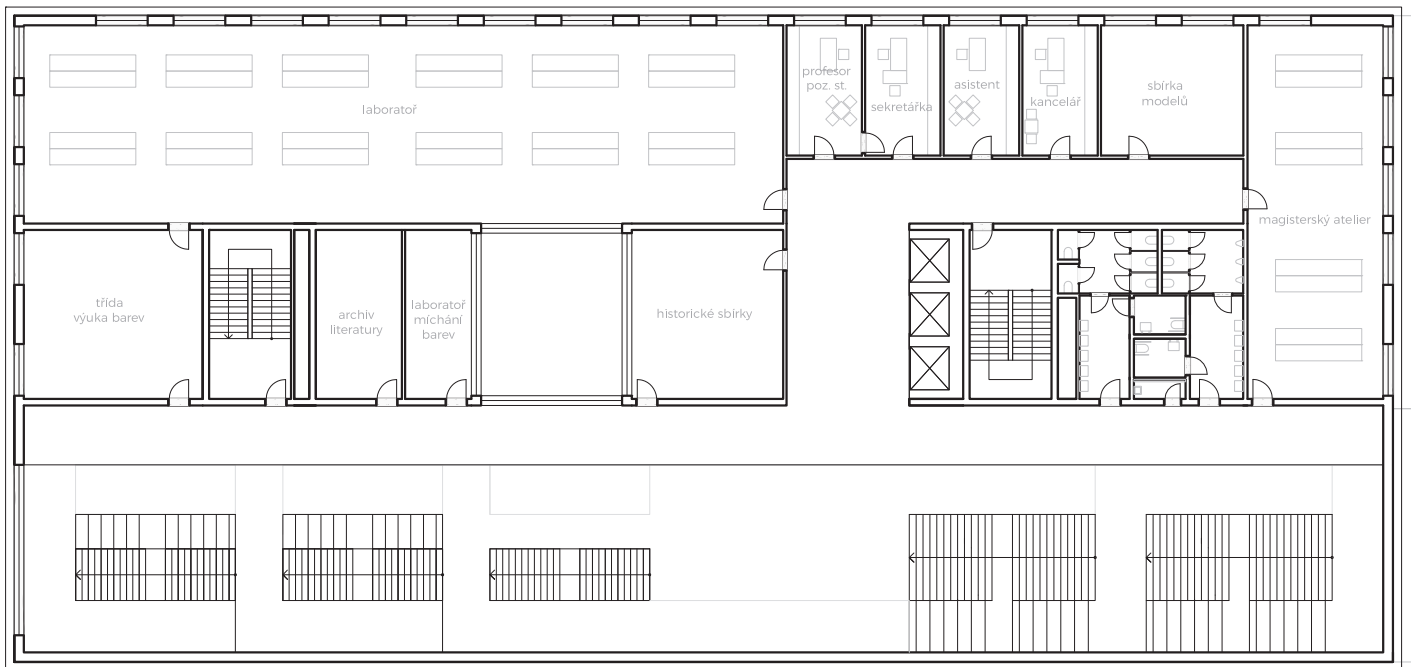 laboratoř
profesor
poz. st.
sekretářka
asistent
kancelář
sbírka
modelů
magisterský atelier
třída
výuka barev
archiv
literatury
laboratoř
míchání
barev
historické sbírky